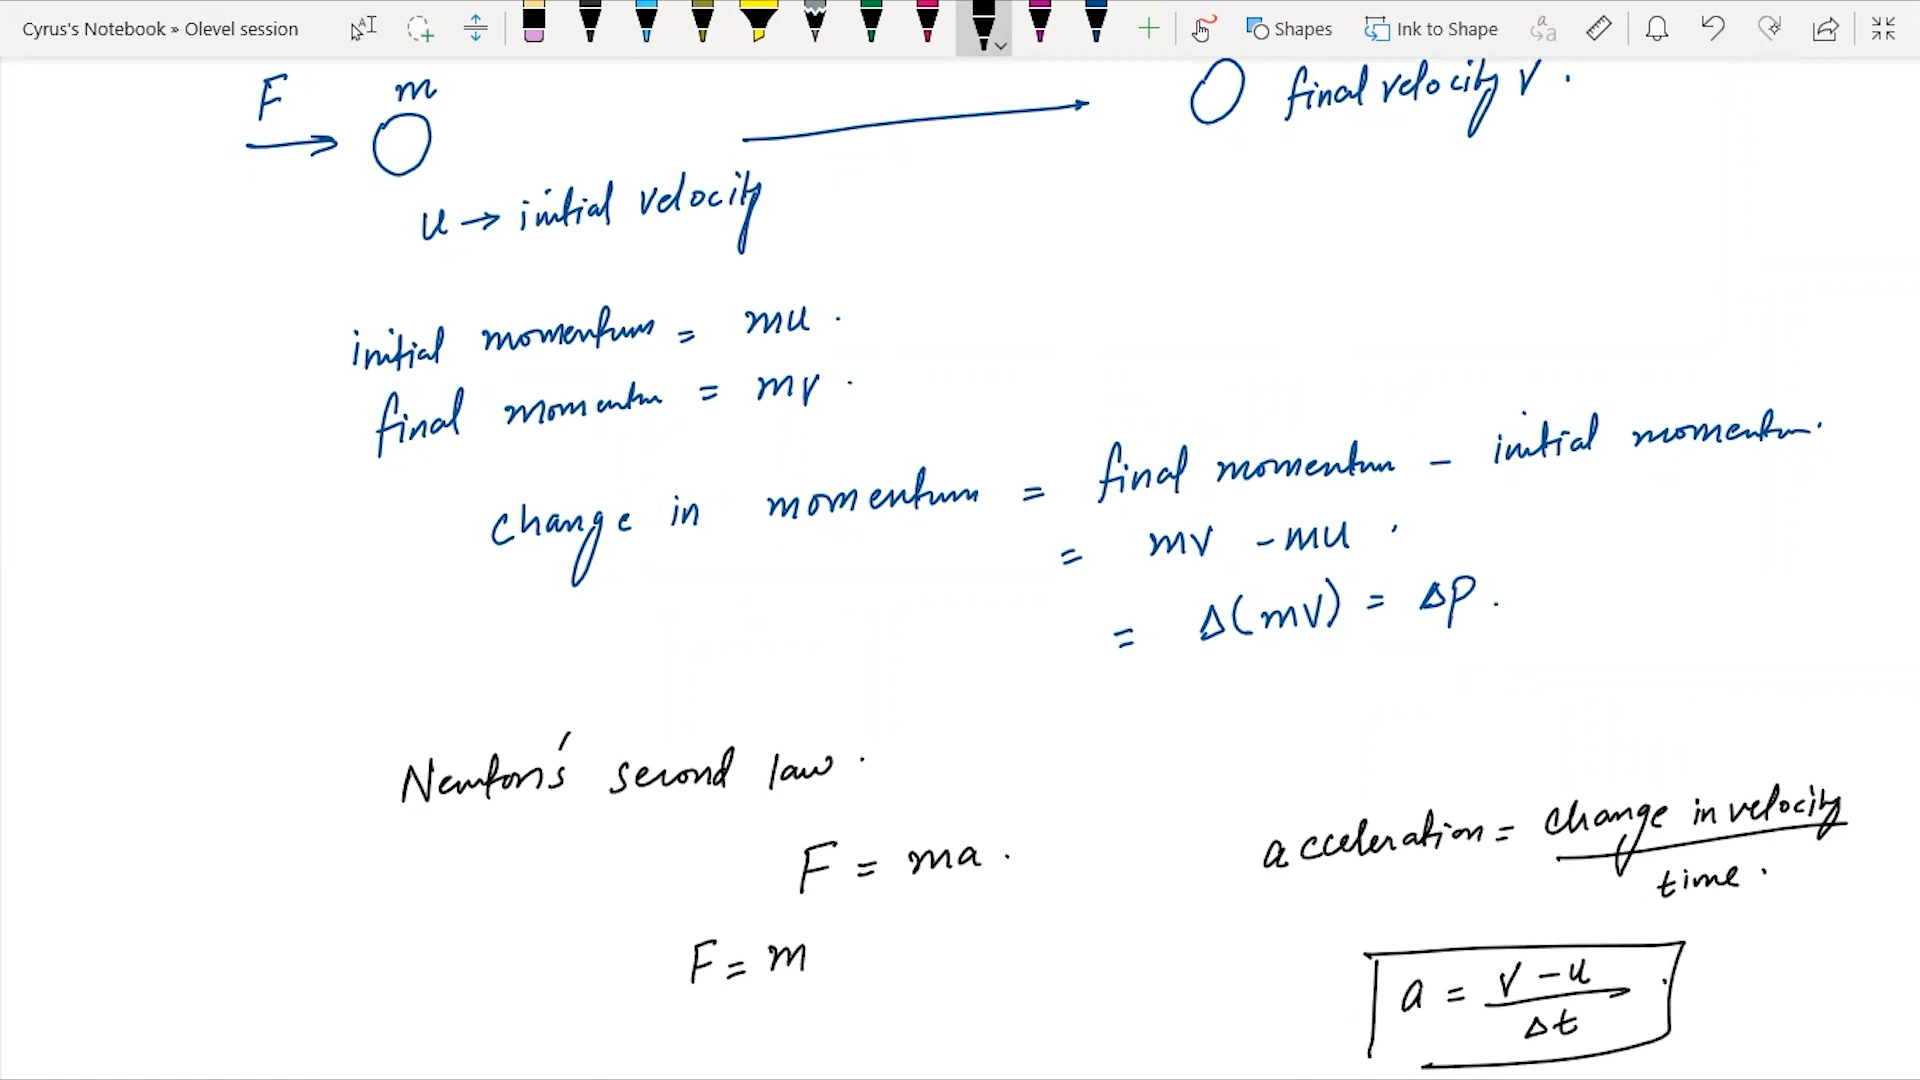 Cyrus's Notebook » Olevel session
Shapes
Ink to Shape
F
m
final velocity v.
u → initial velocity
initial momentum = mu.
final momentum = mv.
change in momentum = final momentum - initial momentum.
= mv - mu.
= Δ(mv) = Δp.
Newton's second law.
F = ma.
acceleration = change in velocity
time.
F = m
a = v - u
Δt